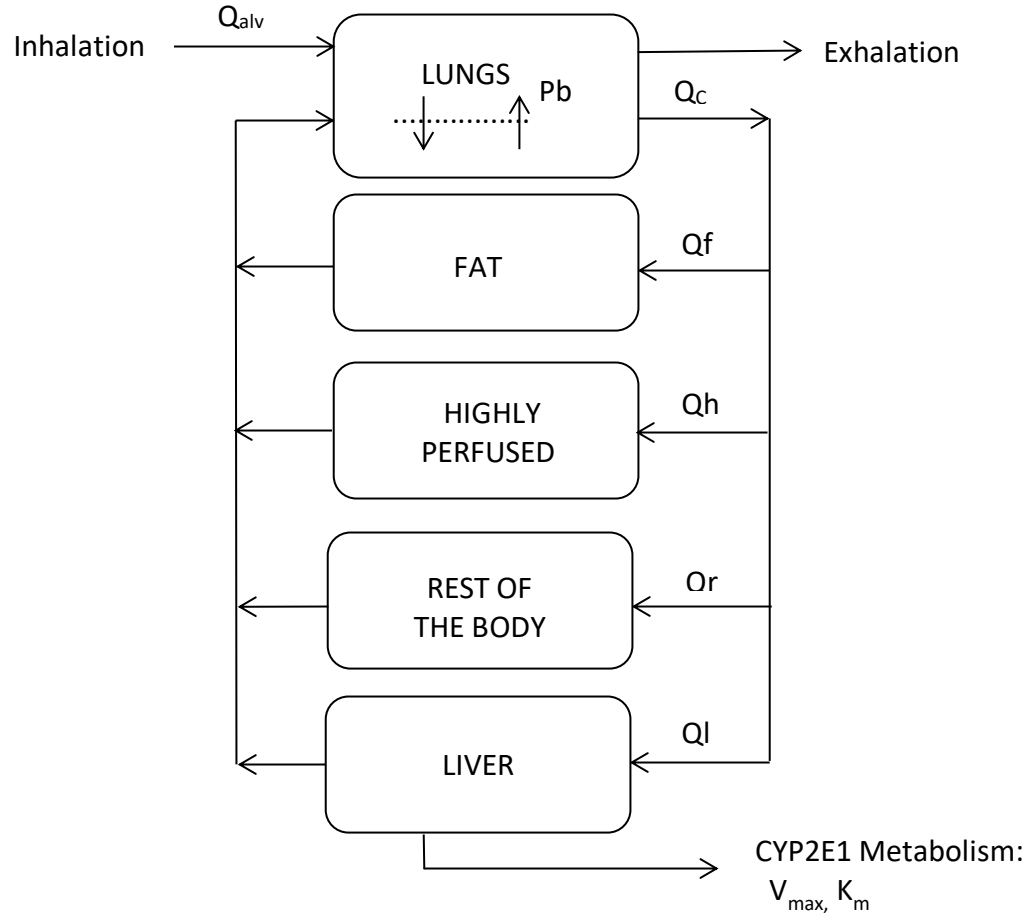 Qalv
Inhalation
Exhalation
LUNGS
Pb
QC
FAT
Qf
HIGHLY
PERFUSED
Qh
REST OF
THE BODY
Qr
LIVER
Ql
CYP2E1 Metabolism:
Vmax, Km